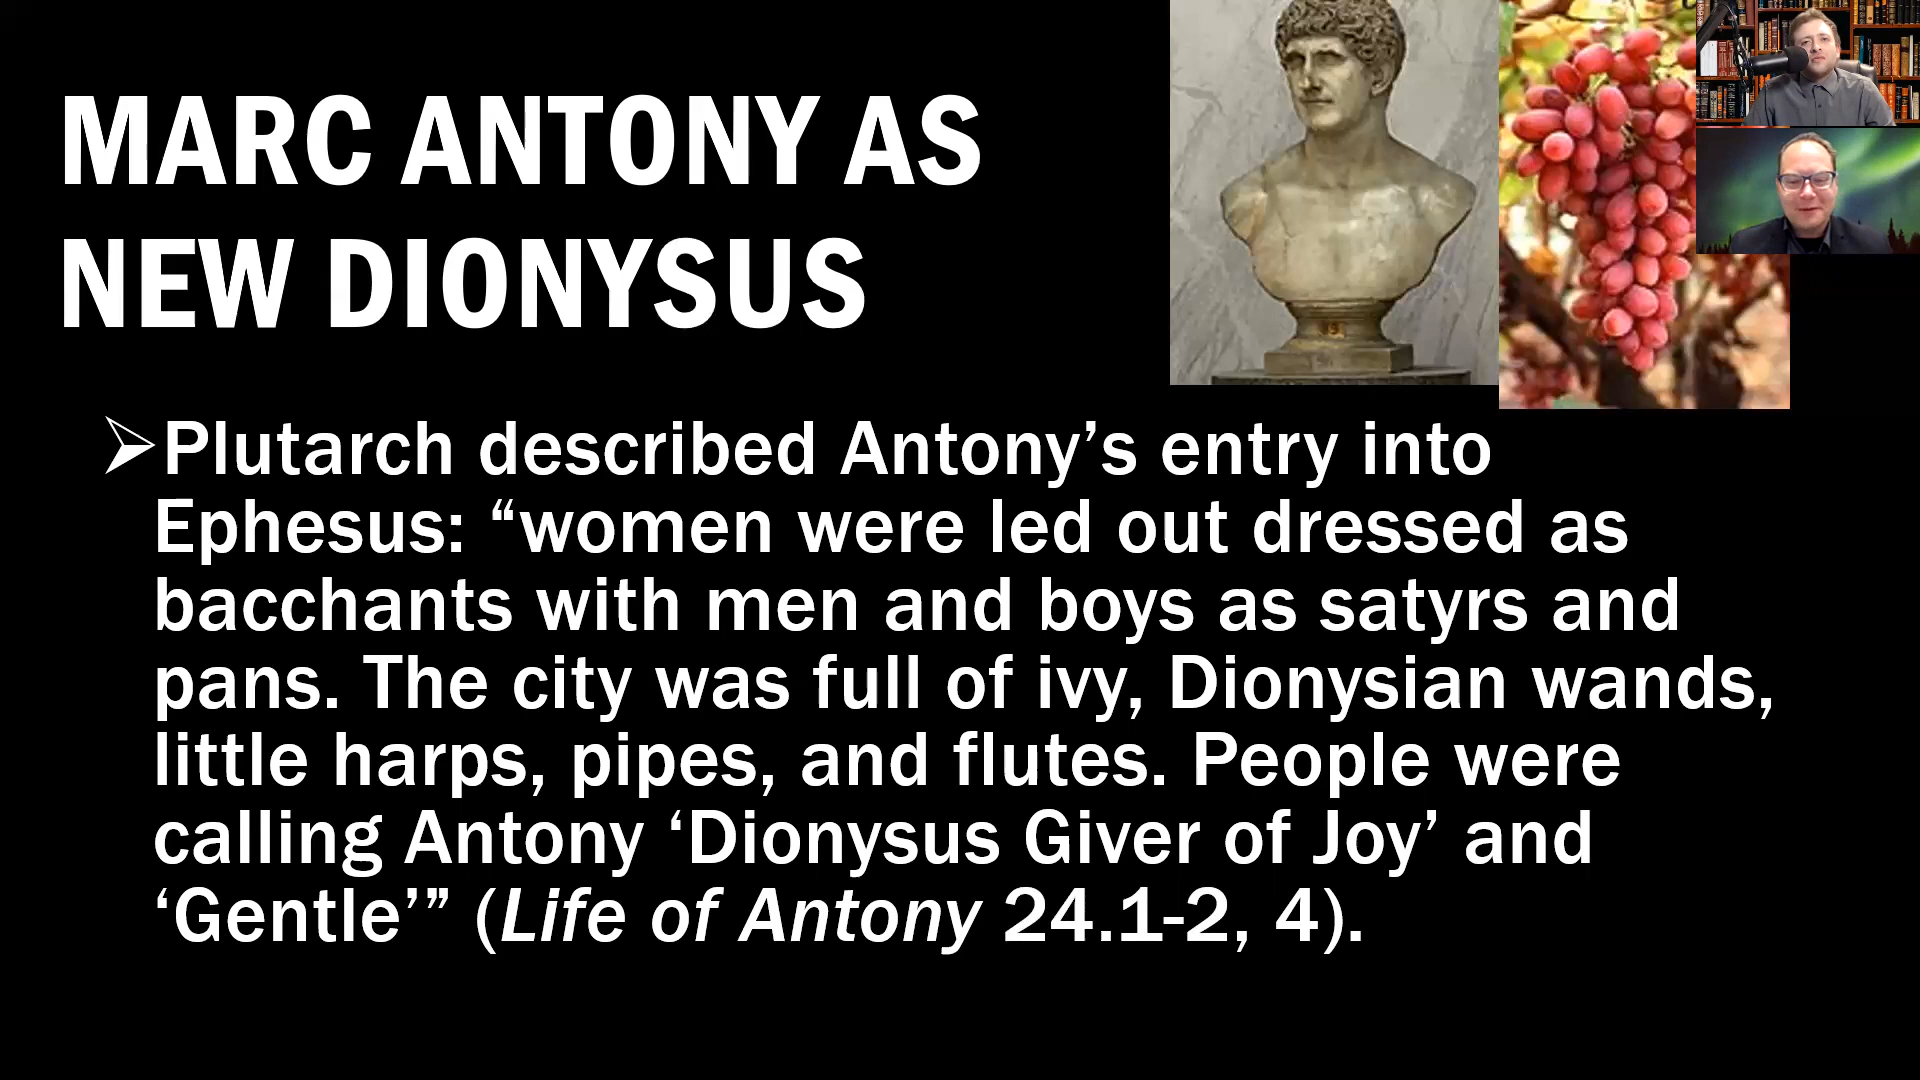 MARC ANTONY AS
NEW DIONYSUS
➢Plutarch described Antony’s entry into
Ephesus: “women were led out dressed as
bacchants with men and boys as satyrs and
pans. The city was full of ivy, Dionysian wands,
little harps, pipes, and flutes. People were
calling Antony ‘Dionysus Giver of Joy’ and
‘Gentle’” (Life of Antony 24.1-2, 4).